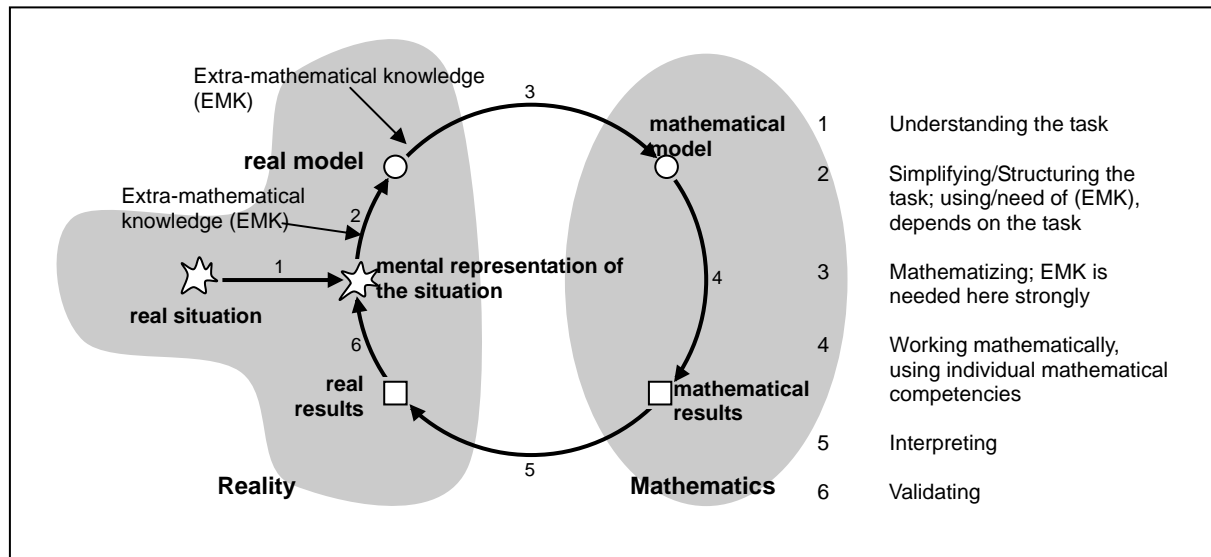 Extra-mathematical knowledge
(EMK)
3
mathematical
model
real model
Extra-mathematical
knowledge (EMK)
2
1
mental representation of
the situation
real situation
4
6
real
results
mathematical
results
5
Reality
Mathematics
1 Understanding the task
2 Simplifying/Structuring the
task; using/need of (EMK),
depends on the task
3 Mathematizing; EMK is
needed here strongly
4 Working mathematically,
using individual mathematical
competencies
5 Interpreting
6 Validating